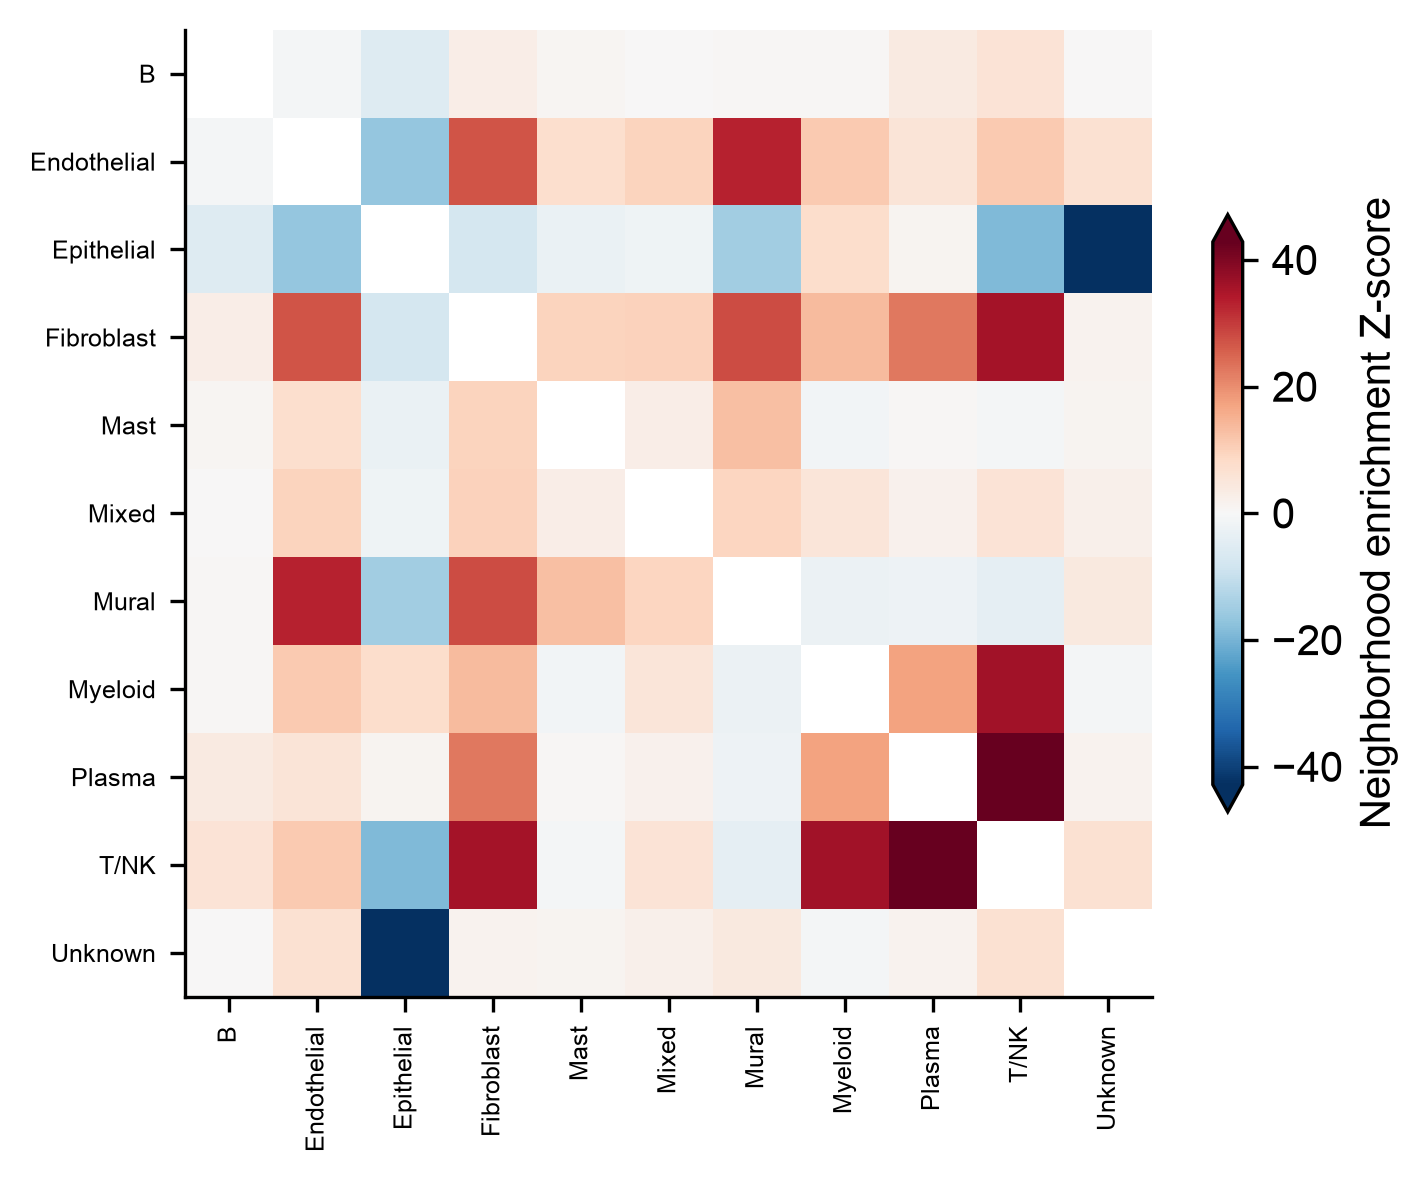 B
Endothelial
Epithelial
Fibroblast
Mast
Mixed
Mural
Myeloid
Plasma
T/NK
Unknown
B
Endothelial
Epithelial
Fibroblast
Mast
Mixed
Mural
Myeloid
Plasma
T/NK
Unknown
40
20
0
−20
−40
Neighborhood enrichment Z-score